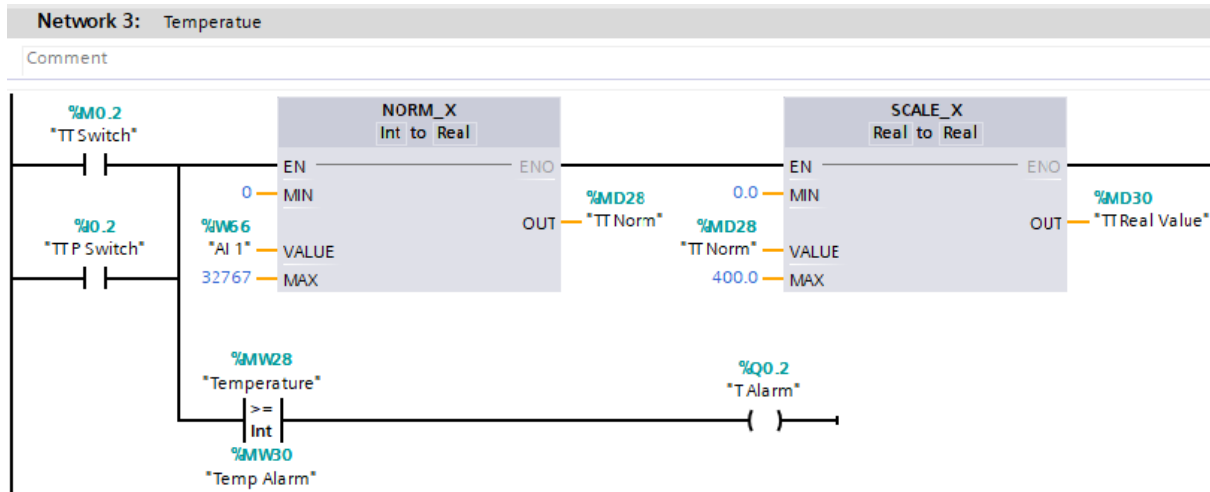 Network 3: Temperatue
Comment
%M0.2
"TT Switch"
NORM_X
Int to Real
SCALE_X
Real to Real
EN
ENO
EN
ENO
0
MIN
0.0
MIN
%I0.2
"TTP Switch"
%IW66
"AI 1"
VALUE
OUT
%MD28
"TT Norm"
%MD28
"TT Norm"
VALUE
OUT
%MD30
"TT Real Value"
32767
MAX
400.0
MAX
%MW28
"Temperature"
>=
Int
%MW30
"Temp Alarm"
%Q0.2
"T Alarm"